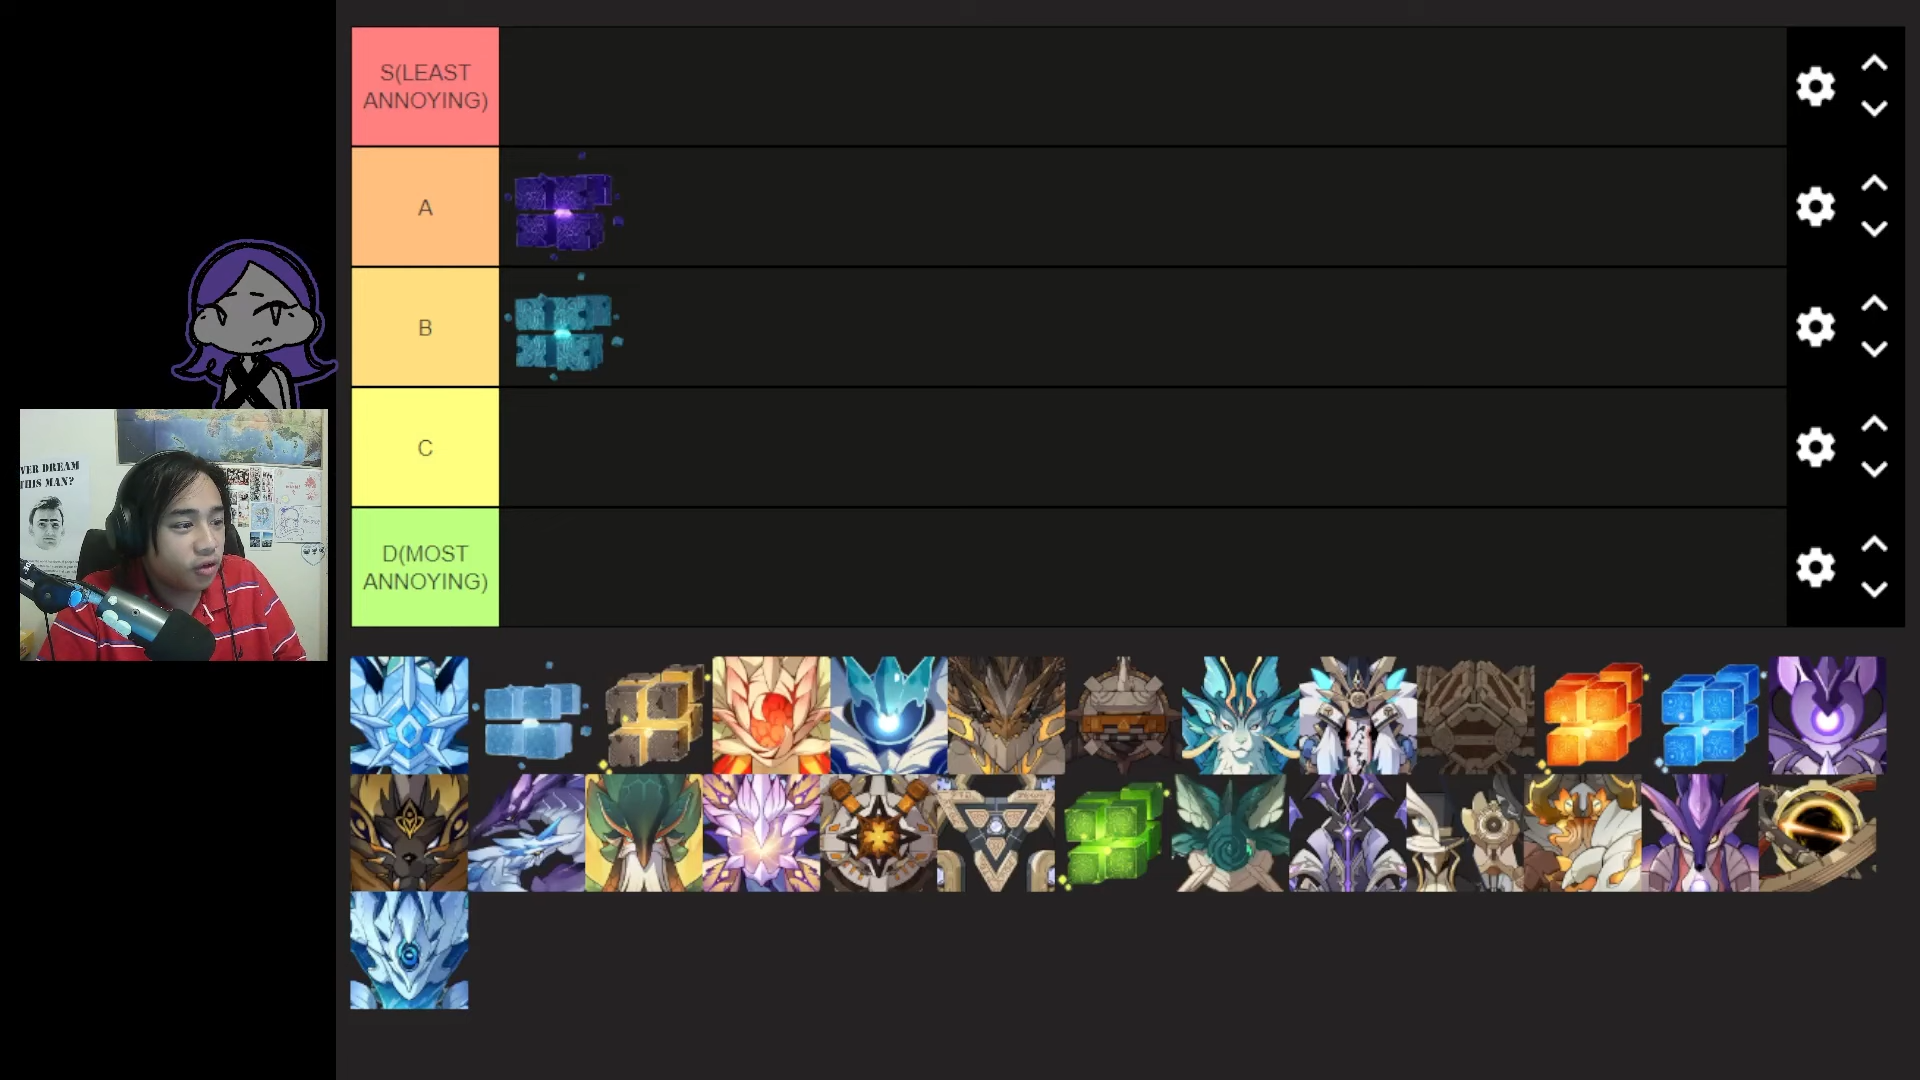 S(LEAST
ANNOYING)
A
B
C
D(MOST
ANNOYING)
VER DREAM
THIS MAN?